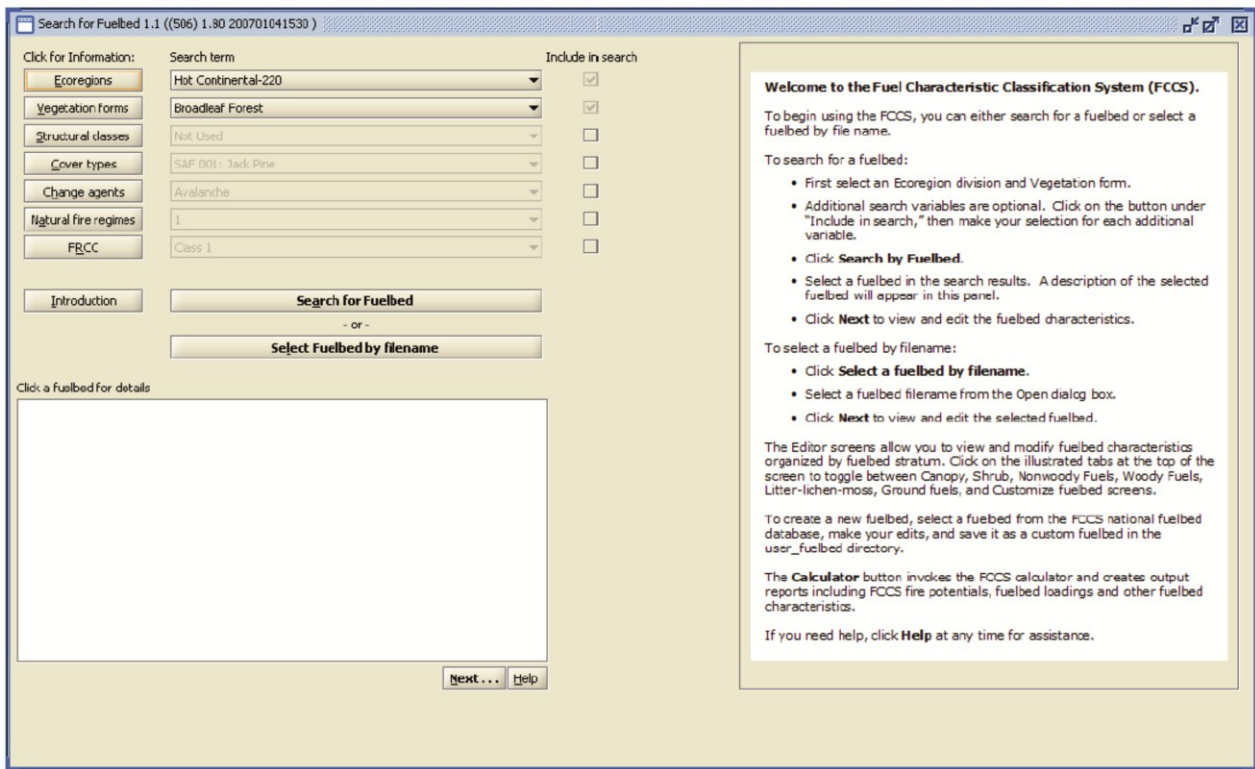 Search for Fuelbed 1.1 ((506) 1.80 200701041530 )
Click for Information:
Search term
Include in search
Ecoregions
Hot Continental-220
Vegetation forms
Broadleaf Forest
Structural classes
Not Used
Cover types
SAF 001: Jack Pine
Change agents
Avalanche
Natural fire regimes
1
FRCC
Class 1
Introduction
Search for Fuelbed
- or -
Select Fuelbed by filename
Click a fuelbed for details
Next...
Help
Welcome to the Fuel Characteristic Classification System (FCCS).
To begin using the FCCS, you can either search for a fuelbed or select a
fuelbed by file name.
To search for a fuelbed:
• First select an Ecoregion division and Vegetation form.
• Additional search variables are optional. Click on the button under
"Include in search," then make your selection for each additional
variable.
• Click Search by Fuelbed.
• Select a fuelbed in the search results. A description of the selected
fuelbed will appear in this panel.
• Click Next to view and edit the fuelbed characteristics.
To select a fuelbed by filename:
• Click Select a fuelbed by filename.
• Select a fuelbed filename from the Open dialog box.
• Click Next to view and edit the selected fuelbed.
The Editor screens allow you to view and modify fuelbed characteristics
organized by fuelbed stratum. Click on the illustrated tabs at the top of the
screen to toggle between Canopy, Shrub, Nonwoody Fuels, Woody Fuels,
Litter-lichen-moss, Ground fuels, and Customize fuelbed screens.
To create a new fuelbed, select a fuelbed from the FCCS national fuelbed
database, make your edits, and save it as a custom fuelbed in the
user_fuelbed directory.
The Calculator button invokes the FCCS calculator and creates output
reports including FCCS fire potentials, fuelbed loadings and other fuelbed
characteristics.
If you need help, click Help at any time for assistance.